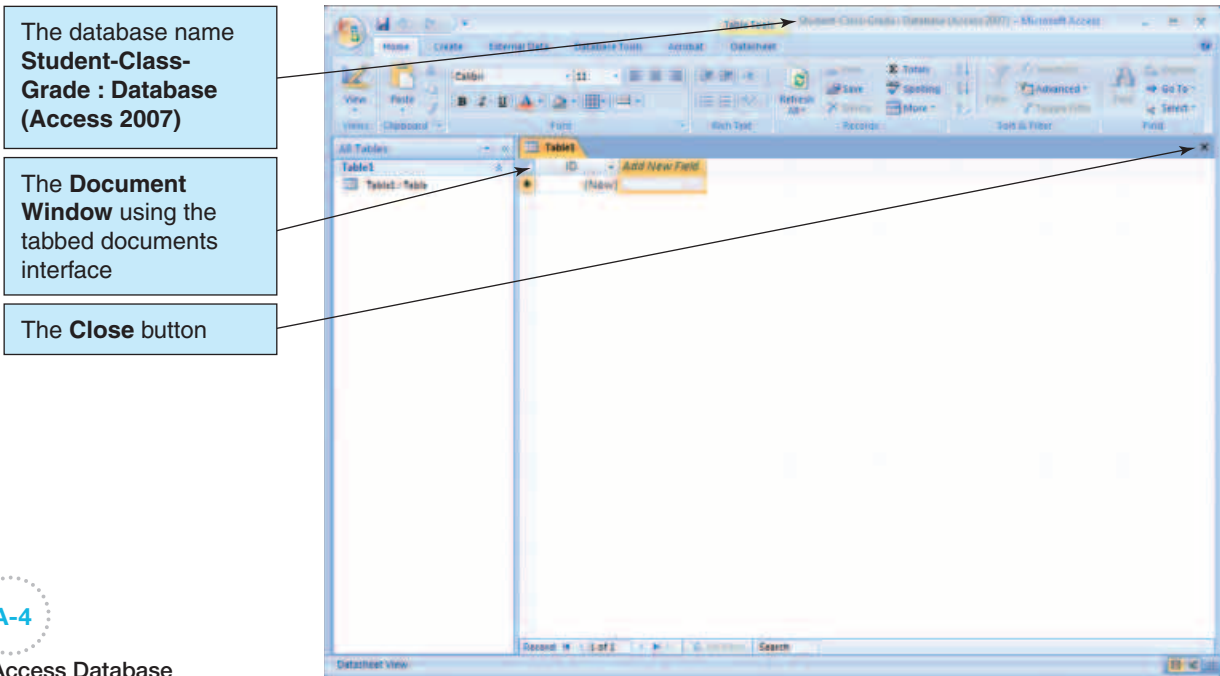 The database name
Student-Class-
Grade : Database
(Access 2007)
The Document
Window using the
tabbed documents
interface
The Close button
A-4
Access Database
Table Tools
Student-Class-Grade : Database (Access 2007) - Microsoft Access
Home Create External Data Database Tools Acrobat Datasheet
View Paste Calibri 11 B I U Refresh All Save Spelling More Totals Advanced Go To Select
Views Clipboard Font Rich Text Records Sort & Filter Find
All Tables
Table1
Table1 : Table
Table1
ID Add New Field
(New)
Record: 1 of 1 Search
Datasheet View